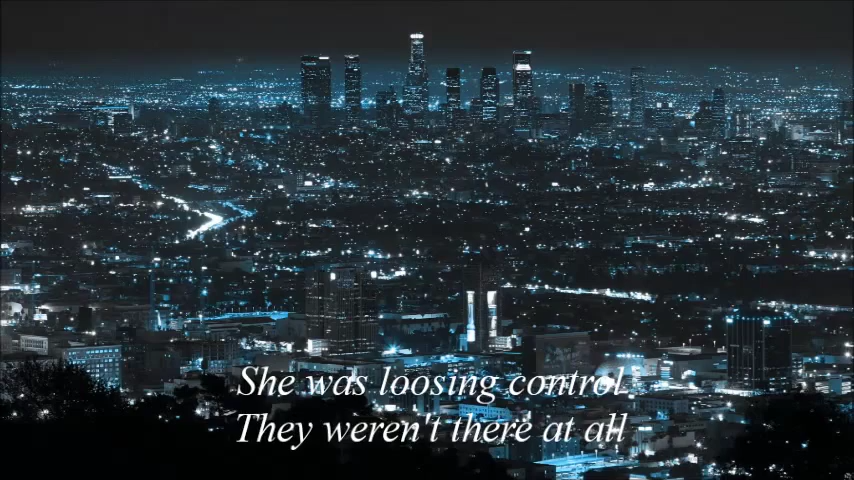 She was loosing control
They weren't there at all